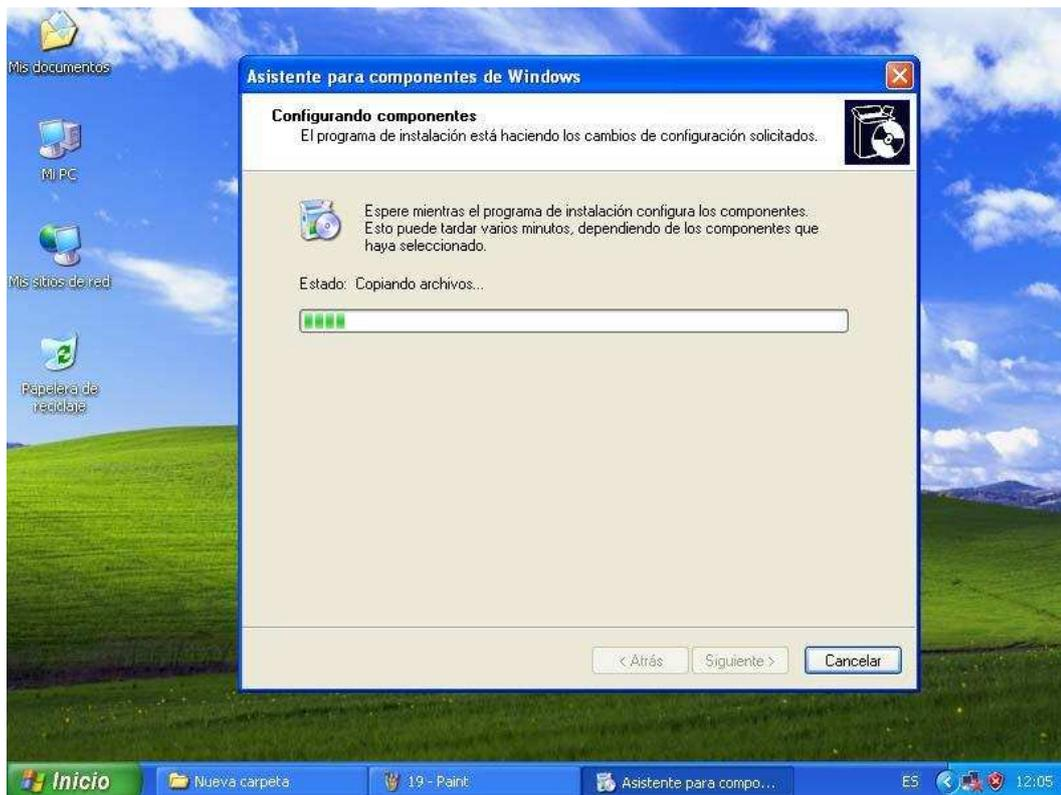 Mis documentos
Mi PC
Mis sitios de red
Papelera de
reciclaje
Asistente para componentes de Windows
Configurando componentes
El programa de instalación está haciendo los cambios de configuración solicitados.
Espere mientras el programa de instalación configura los componentes.
Esto puede tardar varios minutos, dependiendo de los componentes que
haya seleccionado.
Estado: Copiando archivos...
< Atrás
Siguiente >
Cancelar
Inicio
Nueva carpeta
19 - Paint
Asistente para compo...
ES
12:05